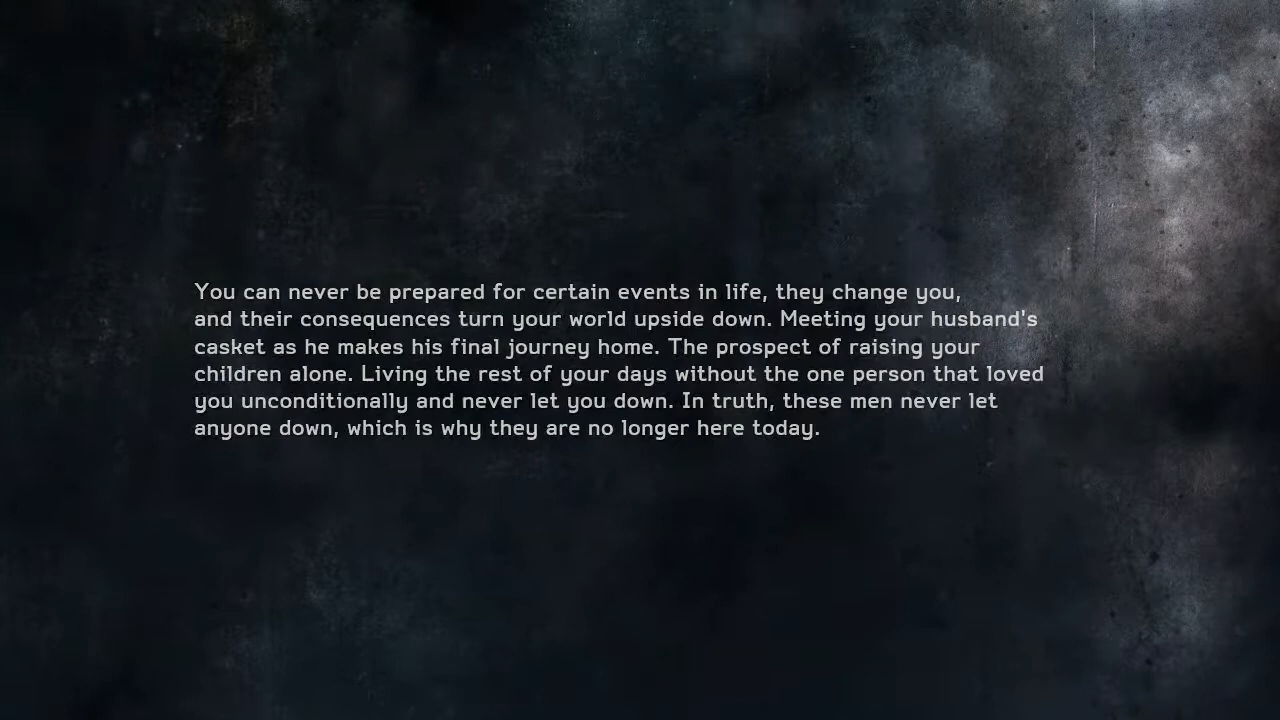 You can never be prepared for certain events in life, they change you,
and their consequences turn your world upside down. Meeting your husband's
casket as he makes his final journey home. The prospect of raising your
children alone. Living the rest of your days without the one person that loved
you unconditionally and never let you down. In truth, these men never let
anyone down, which is why they are no longer here today.